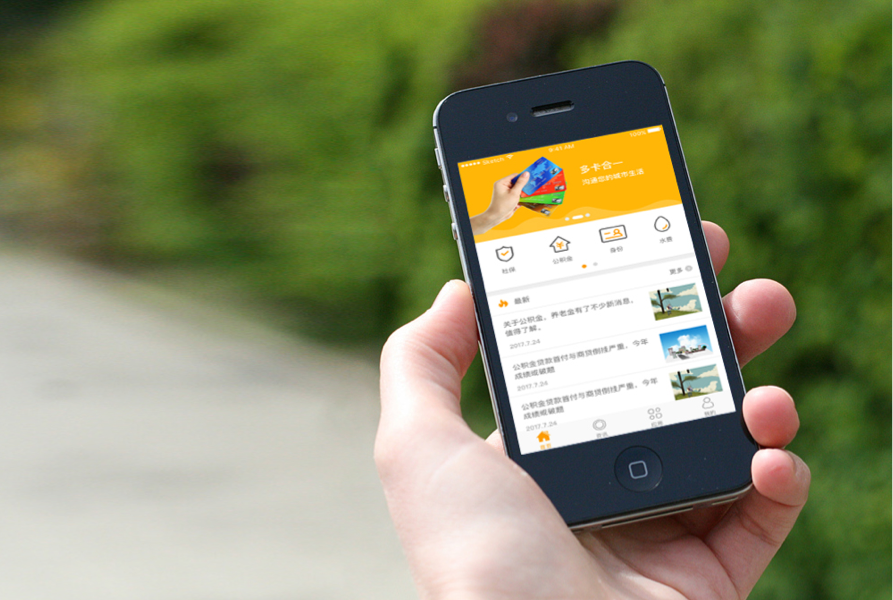 Sketch
9:41 AM
100%
多卡合一
沟通您的城市生活
社保
公积金
身份
水费
最新
更多
关于公积金、养老金有了不少新消息，
值得了解。
2017.7.24
公积金贷款首付与商贷倒挂严重，今年
成绩或破题
2017.7.24
公积金贷款首付与商贷倒挂严重，今年
成绩或破题
2017.7.24
首页
应用
我的